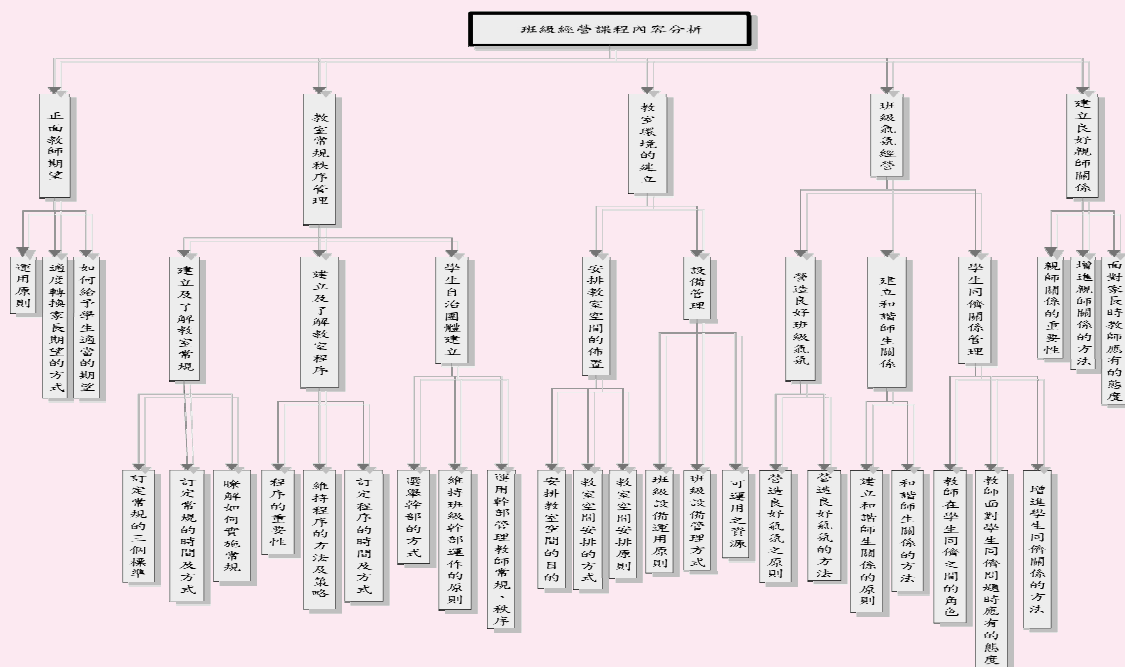 班級經營課程內容分析
正面教師期望
教室常規秩序管理
教室環境的建立
班級氣氛經營
建立良好親師關係
運用原則
適度轉換家長期望的方式
如何給予學生適當的期望
建立及了解教室常規
建立及了解教室程序
學生自治團體建立
安排教室空間的佈置
設備管理
營造良好班級氣氛
建立和諧師生關係
學生同儕關係管理
親師關係的重要性
增進親師關係的方法
面對家長時教師應有的態度
訂定常規的三個標準
訂定常規的時間及方式
瞭解如何實施常規
程序的重要性
維持程序的方法及策略
訂定程序的時間及方式
選舉幹部的方式
維持班級幹部運作的原則
運用幹部管理教師常規、秩序
安排教室空間的目的
教室空間安排的方式
教室空間安排原則
班級設備運用原則
班級設備管理方式
可運用之資源
營造良好氣氛之原則
營造良好氣氛的方法
建立和諧師生關係的原則
和諧師生關係的方法
教師在學生同儕之間的角色
教師面對學生同儕問題時應有的態度
增進學生同儕關係的方法